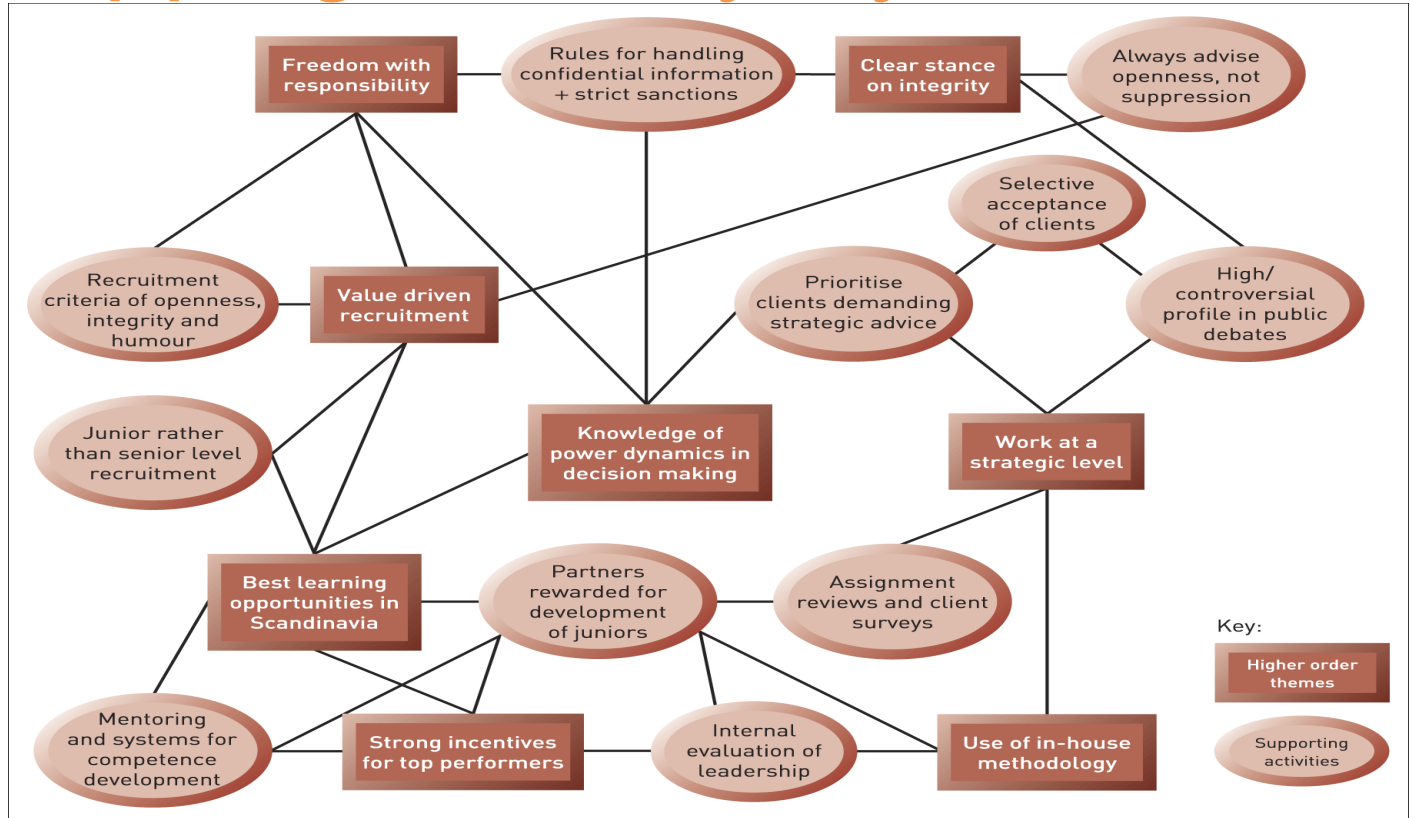 Freedom with
responsibility
Rules for handling
confidential information
+ strict sanctions
Clear stance
on integrity
Always advise
openness, not
suppression
Selective
acceptance
of clients
Recruitment
criteria of openness,
integrity and
humour
Value driven
recruitment
Prioritise
clients demanding
strategic advice
High/
controversial
profile in public
debates
Junior rather
than senior level
recruitment
Knowledge of
power dynamics in
decision making
Work at a
strategic level
Best learning
opportunities in
Scandinavia
Partners
rewarded for
development
of juniors
Assignment
reviews and client
surveys
Key:
Higher order
themes
Mentoring
and systems for
competence
development
Strong incentives
for top performers
Internal
evaluation of
leadership
Use of in-house
methodology
Supporting
activities